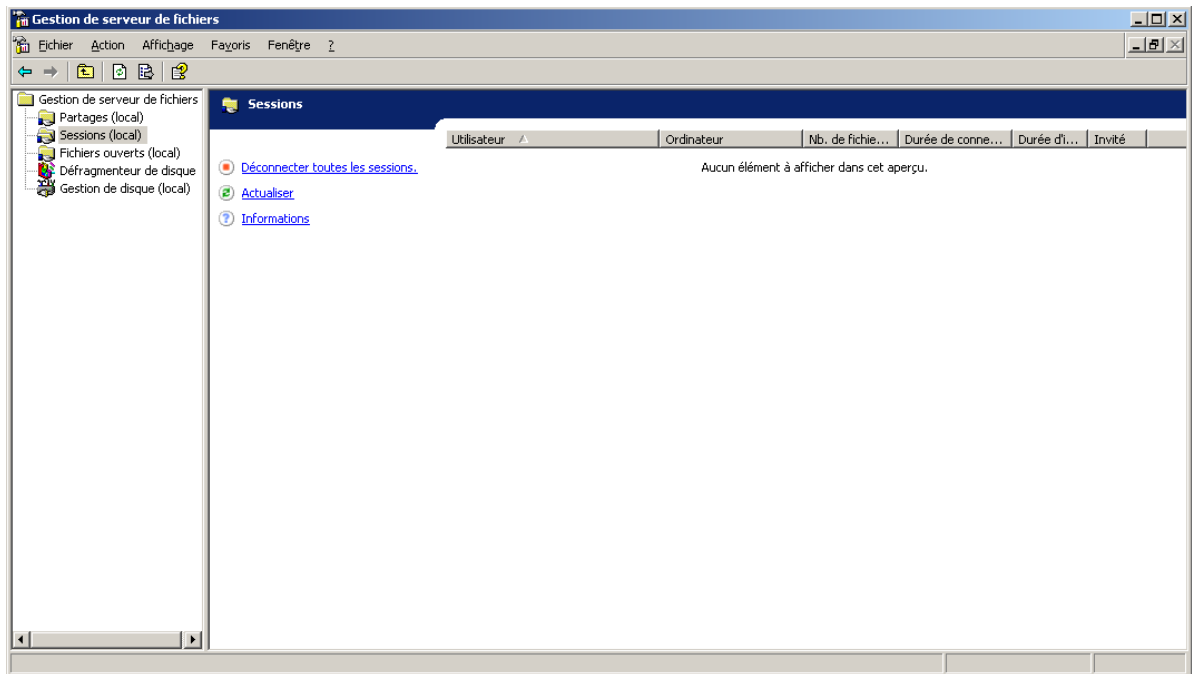 Gestion de serveur de fichiers
Fichier Action Affichage Favoris Fenêtre ?
Gestion de serveur de fichiers
Partages (local)
Sessions (local)
Fichiers ouverts (local)
Défragmenteur de disque
Gestion de disque (local)
Sessions
Utilisateur Ordinateur Nb. de fichie... Durée de conne... Durée d'i... Invité
Déconnecter toutes les sessions.
Aucun élément à afficher dans cet aperçu.
Actualiser
Informations